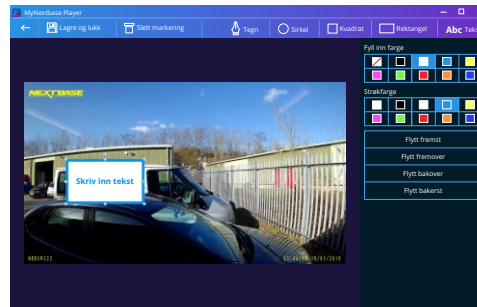 MyNextbase Player
Lagre og lukk
Slett markering
Tegn
Sirkel
Kvadrat
Rektangel
Abc Teks
Fyll inn farge
Strøkfarge
Flytt fremst
Flytt fremover
Flytt bakover
Flytt bakerst
NEXTBASE
Skriv inn tekst